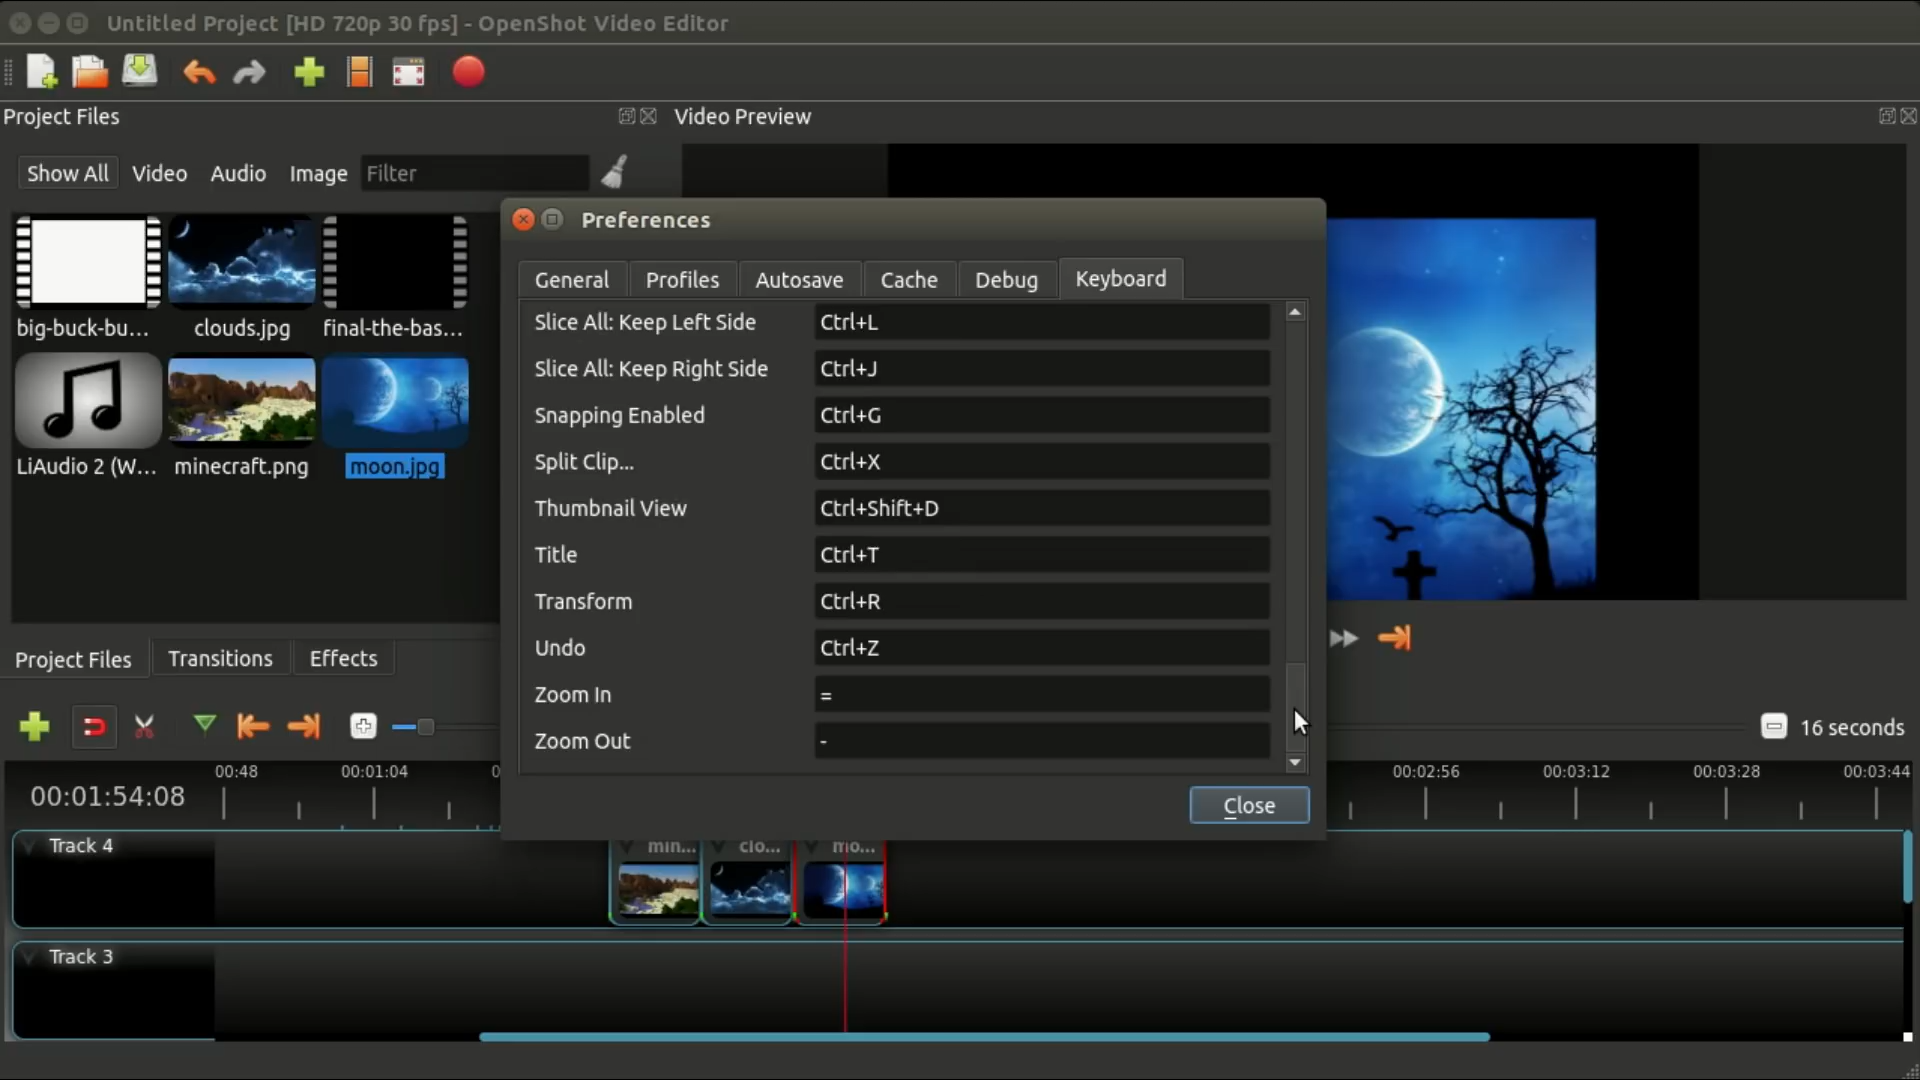 Untitled Project [HD 720p 30 fps] - OpenShot Video Editor
Project Files
Video Preview
Show All Video Audio Image Filter
big-buck-bu... clouds.jpg final-the-bas...
LiAudio 2 (W... minecraft.png moon.jpg
Preferences
General Profiles Autosave Cache Debug Keyboard
Slice All: Keep Left Side Ctrl+L
Slice All: Keep Right Side Ctrl+J
Snapping Enabled Ctrl+G
Split Clip... Ctrl+X
Thumbnail View Ctrl+Shift+D
Title Ctrl+T
Transform Ctrl+R
Undo Ctrl+Z
Zoom In =
Zoom Out -
Close
Project Files Transitions Effects
16 seconds
00:01:54:08
00:48 00:01:04 00:02:56 00:03:12 00:03:28 00:03:44
Track 4
min... clo... mo...
Track 3